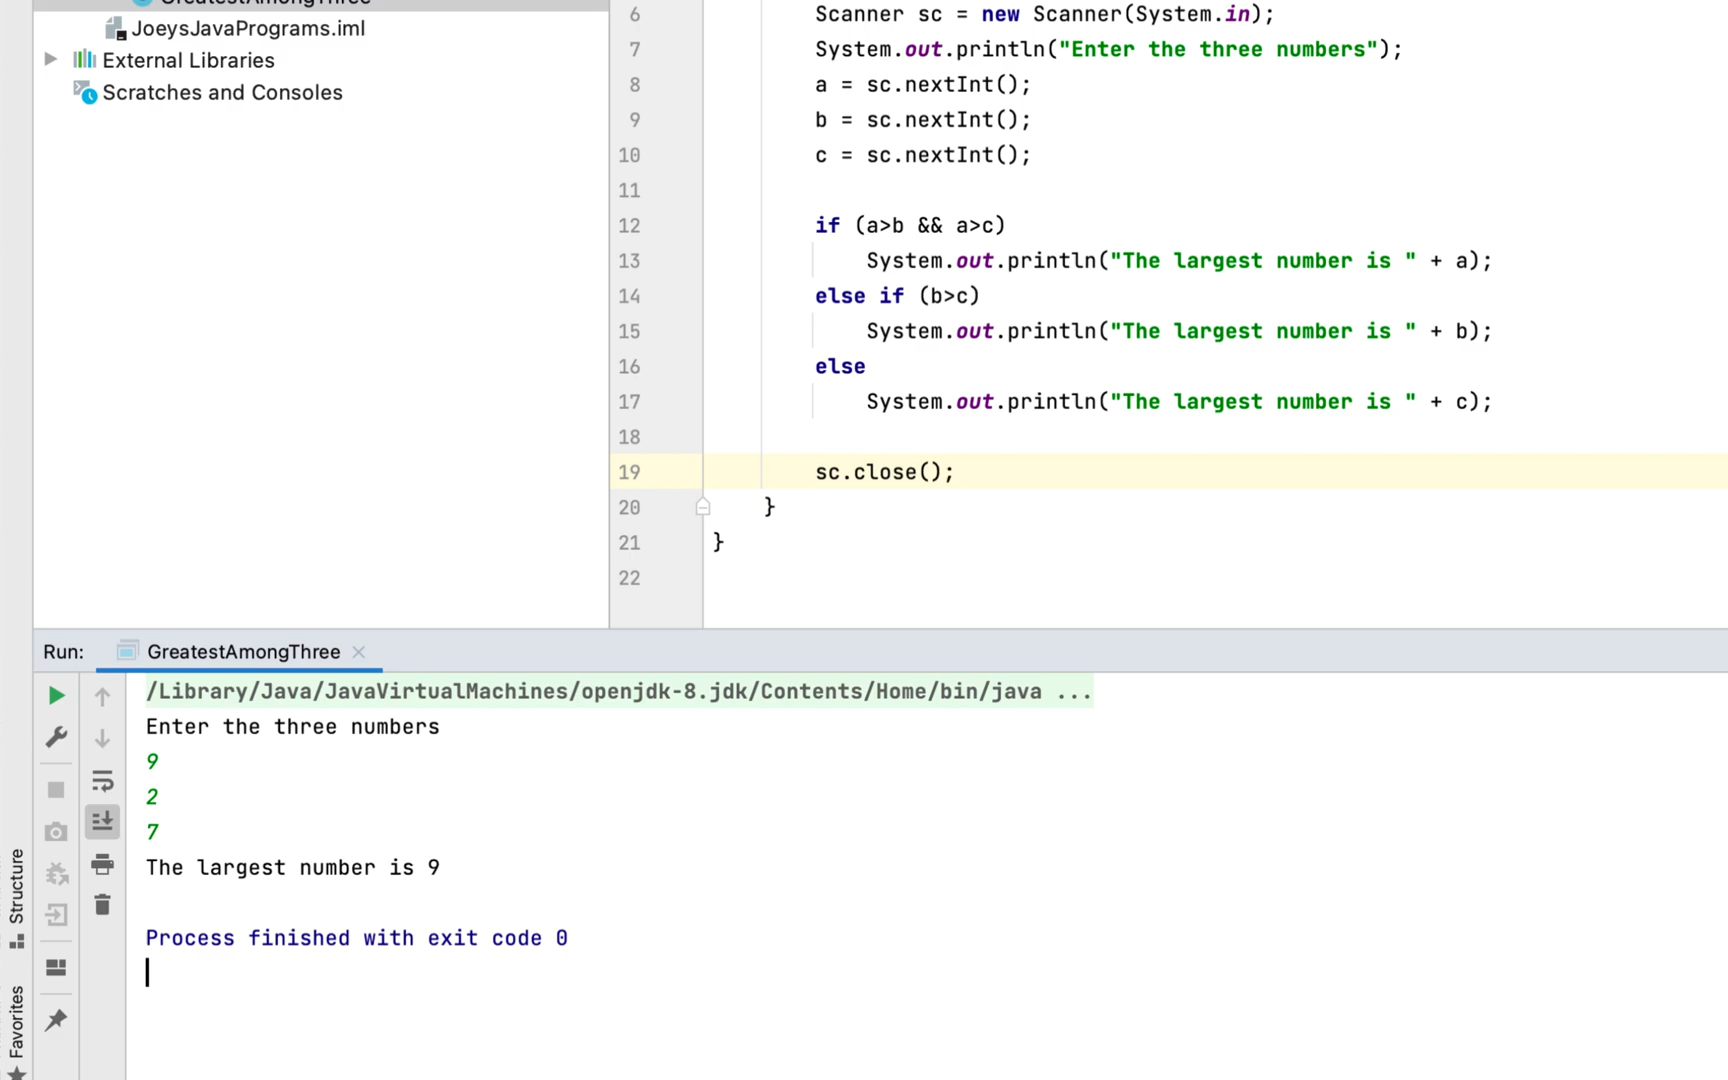 GreatestAmongThree
JoeysJavaPrograms.iml
External Libraries
Scratches and Consoles
6 Scanner sc = new Scanner(System.in);
7 System.out.println("Enter the three numbers");
8 a = sc.nextInt();
9 b = sc.nextInt();
10 c = sc.nextInt();
11
12 if (a>b && a>c)
13 System.out.println("The largest number is " + a);
14 else if (b>c)
15 System.out.println("The largest number is " + b);
16 else
17 System.out.println("The largest number is " + c);
18
19 sc.close();
20 }
21 }
22
Run: GreatestAmongThree
/Library/Java/JavaVirtualMachines/openjdk-8.jdk/Contents/Home/bin/java ...
Enter the three numbers
9
2
7
The largest number is 9
Process finished with exit code 0
Structure
Favorites